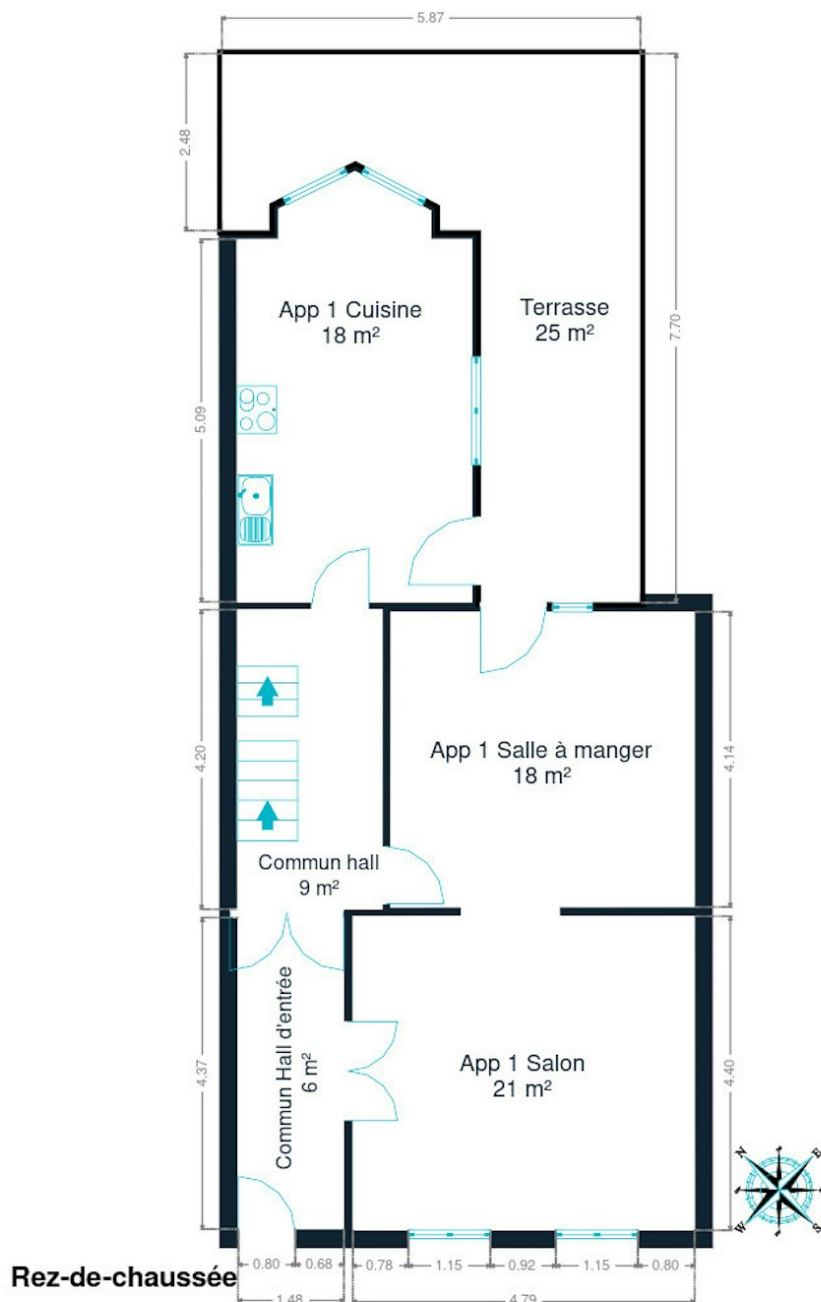 5.87
2.48
App 1 Cuisine
18 m²
Terrasse
25 m²
7.70
5.09
4.20
App 1 Salle à manger
18 m²
4.14
Commun hall
9 m²
Commun Hall d'entrée
6 m²
4.37
App 1 Salon
21 m²
4.40
N
E
W
S
0.80 0.68 0.78 1.15 0.92 1.15 0.80
Rez-de-chaussée
1.48 4.79